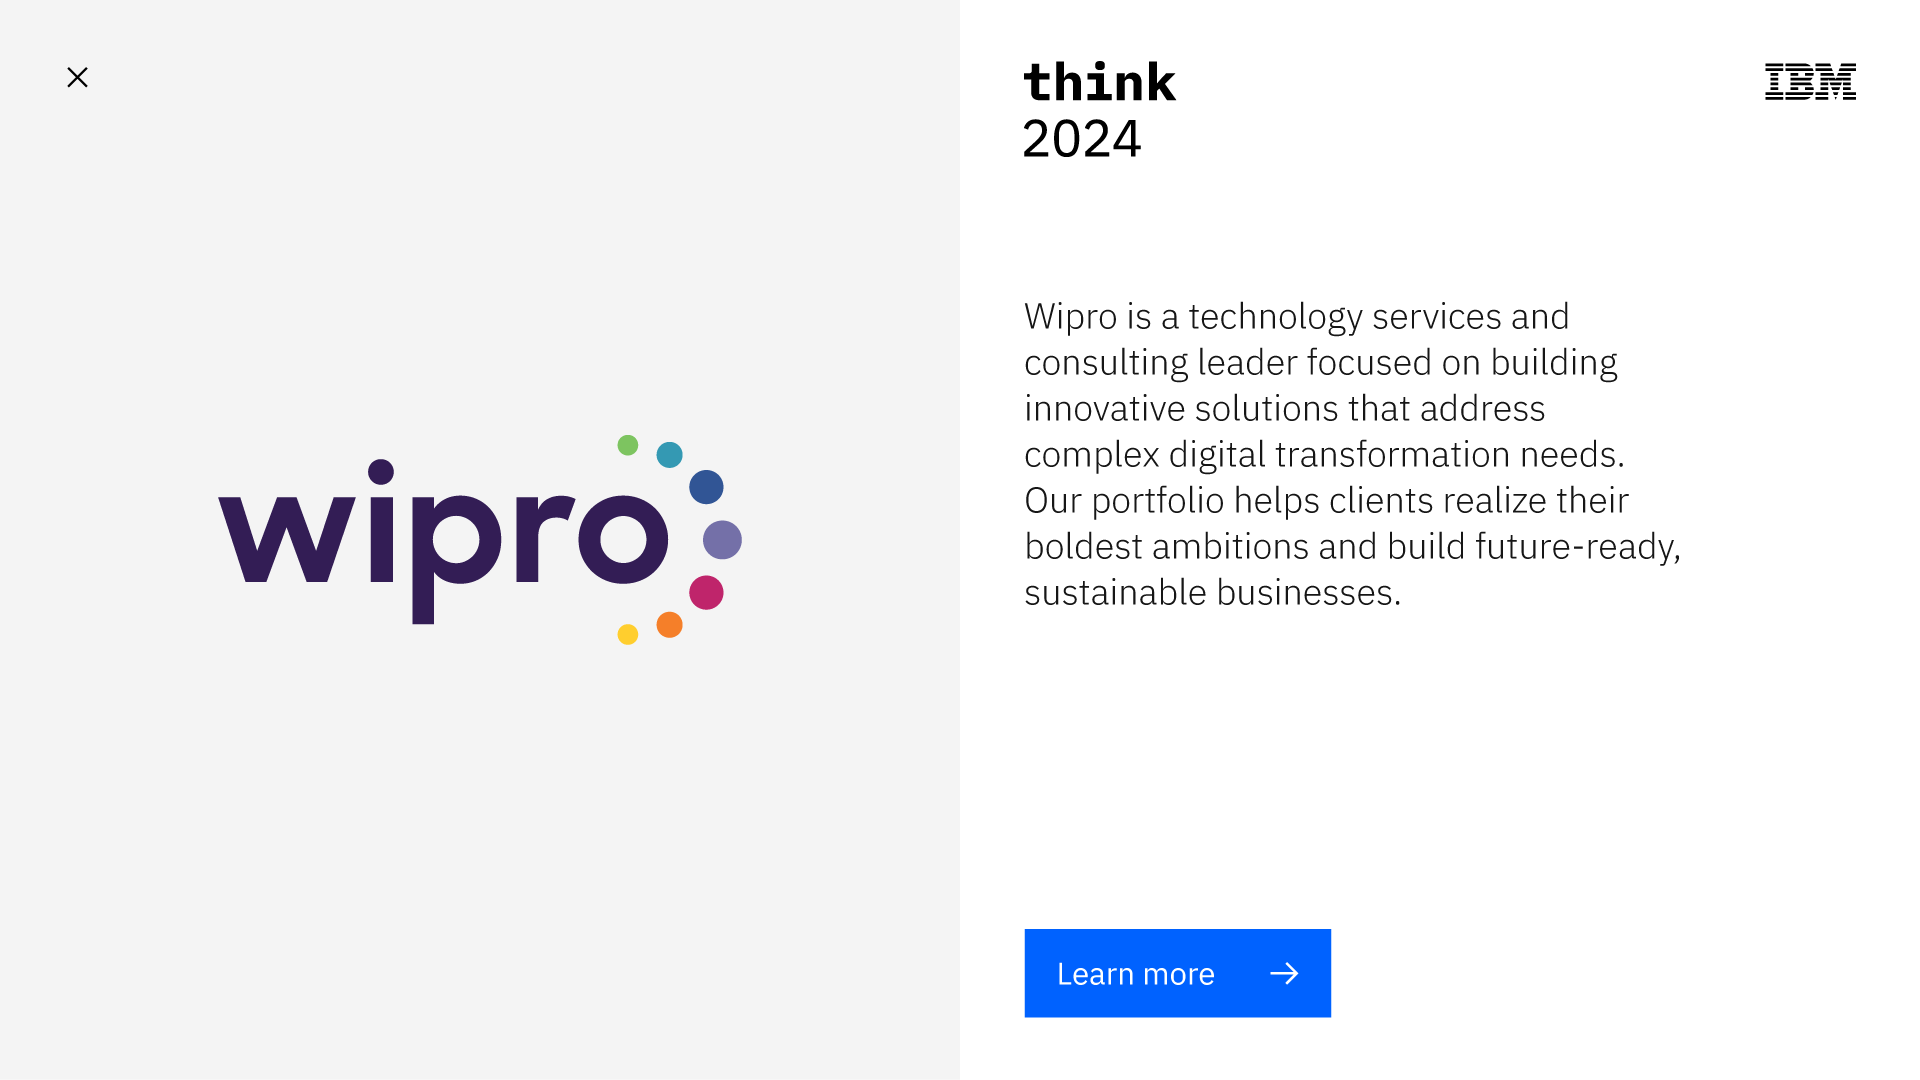 wipro
think
2024
IBM
Wipro is a technology services and
consulting leader focused on building
innovative solutions that address
complex digital transformation needs.
Our portfolio helps clients realize their
boldest ambitions and build future-ready,
sustainable businesses.
Learn more